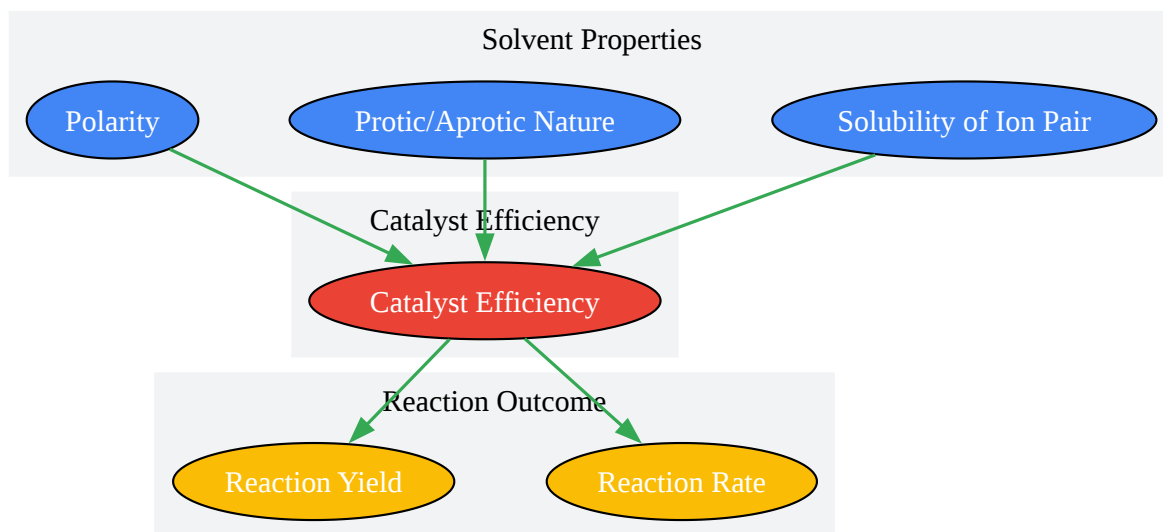 Solvent Properties
Polarity
Protic/Aprotic Nature
Solubility of Ion Pair
Catalyst Efficiency
Catalyst Efficiency
Reaction Outcome
Reaction Yield
Reaction Rate